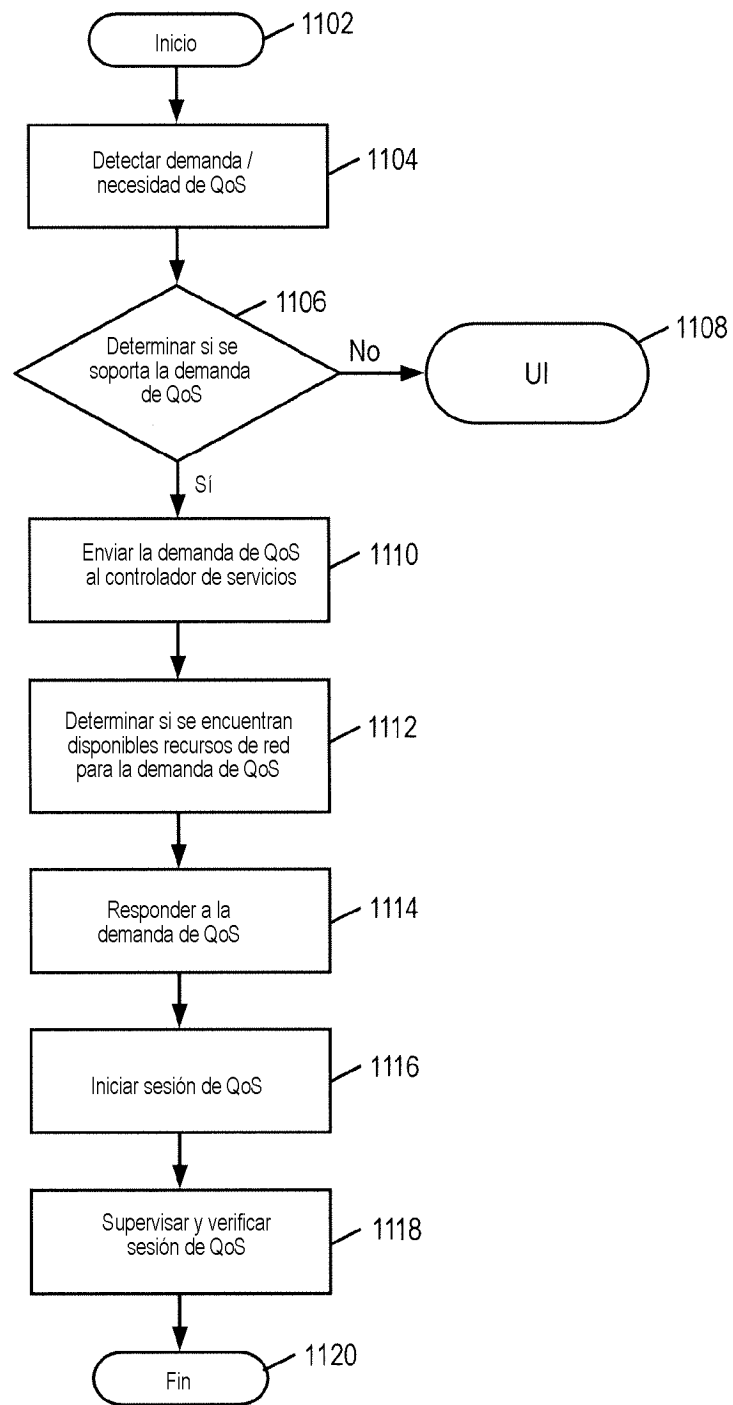 Inicio
1102
Detectar demanda /
necesidad de QoS
1104
1106
Determinar si se
soporta la demanda
de QoS
No
1108
UI
Sí
Enviar la demanda de QoS
al controlador de servicios
1110
Determinar si se encuentran
disponibles recursos de red
para la demanda de QoS
1112
Responder a la
demanda de QoS
1114
Iniciar sesión de QoS
1116
Supervisar y verificar
sesión de QoS
1118
Fin
1120